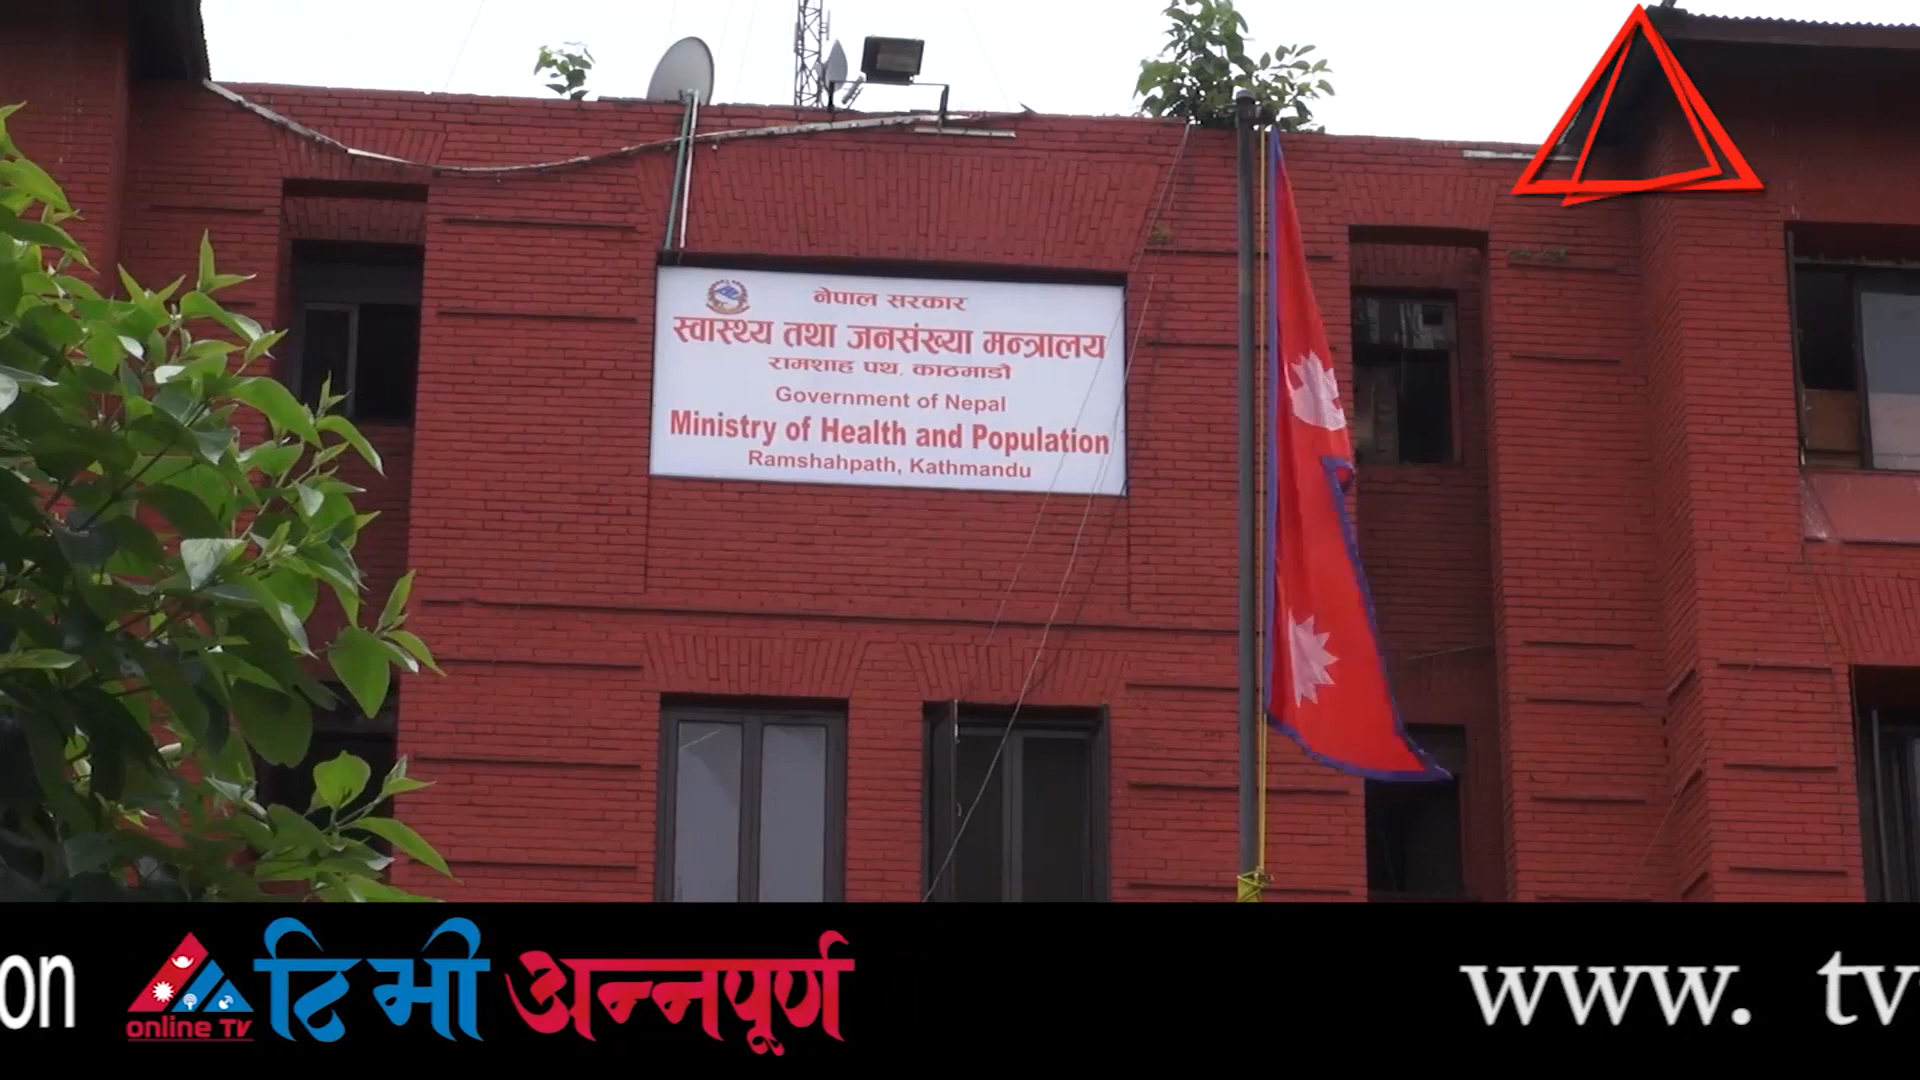 नेपाल सरकार
स्वास्थ्य तथा जनसंख्या मन्त्रालय
रामशाह पथ, काठमाडौं
Government of Nepal
Ministry of Health and Population
Ramshahpath, Kathmandu
on
online TV
टिभी अन्नपूर्ण
www. tv